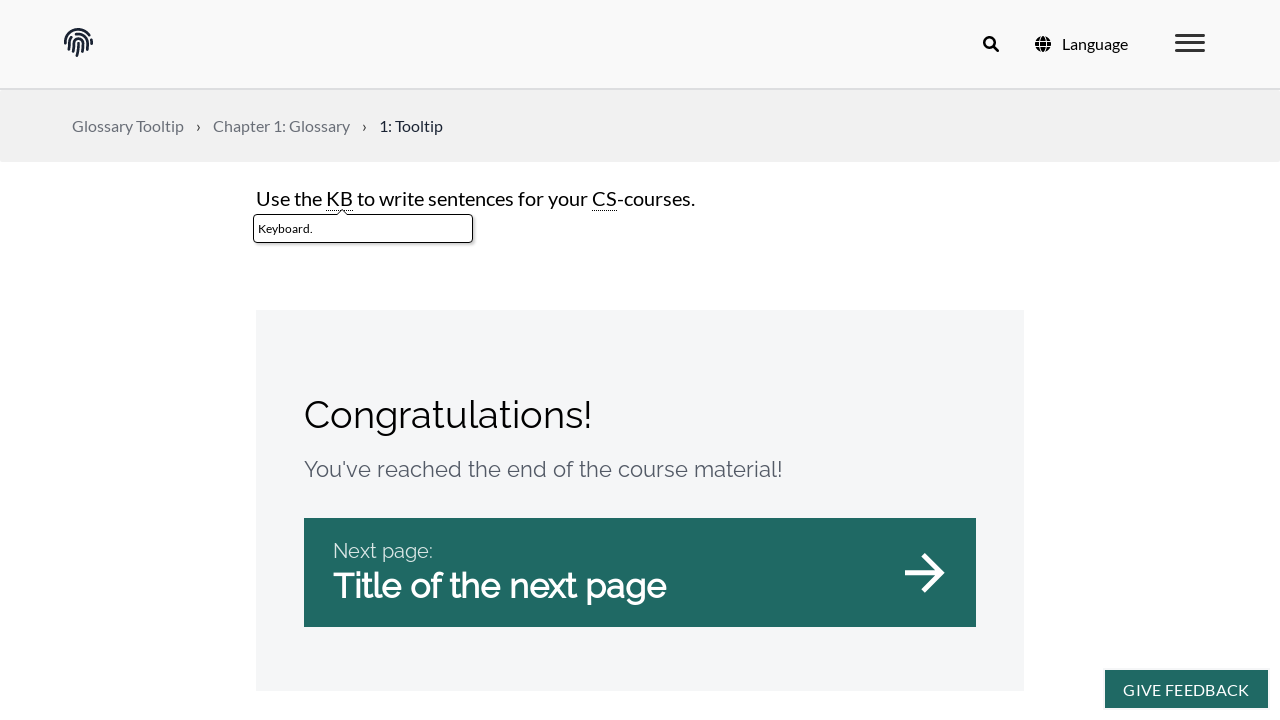 Language
Glossary Tooltip › Chapter 1: Glossary › 1: Tooltip
Use the KB to write sentences for your CS-courses.
Keyboard.
Congratulations!
You've reached the end of the course material!
Next page:
Title of the next page
GIVE FEEDBACK